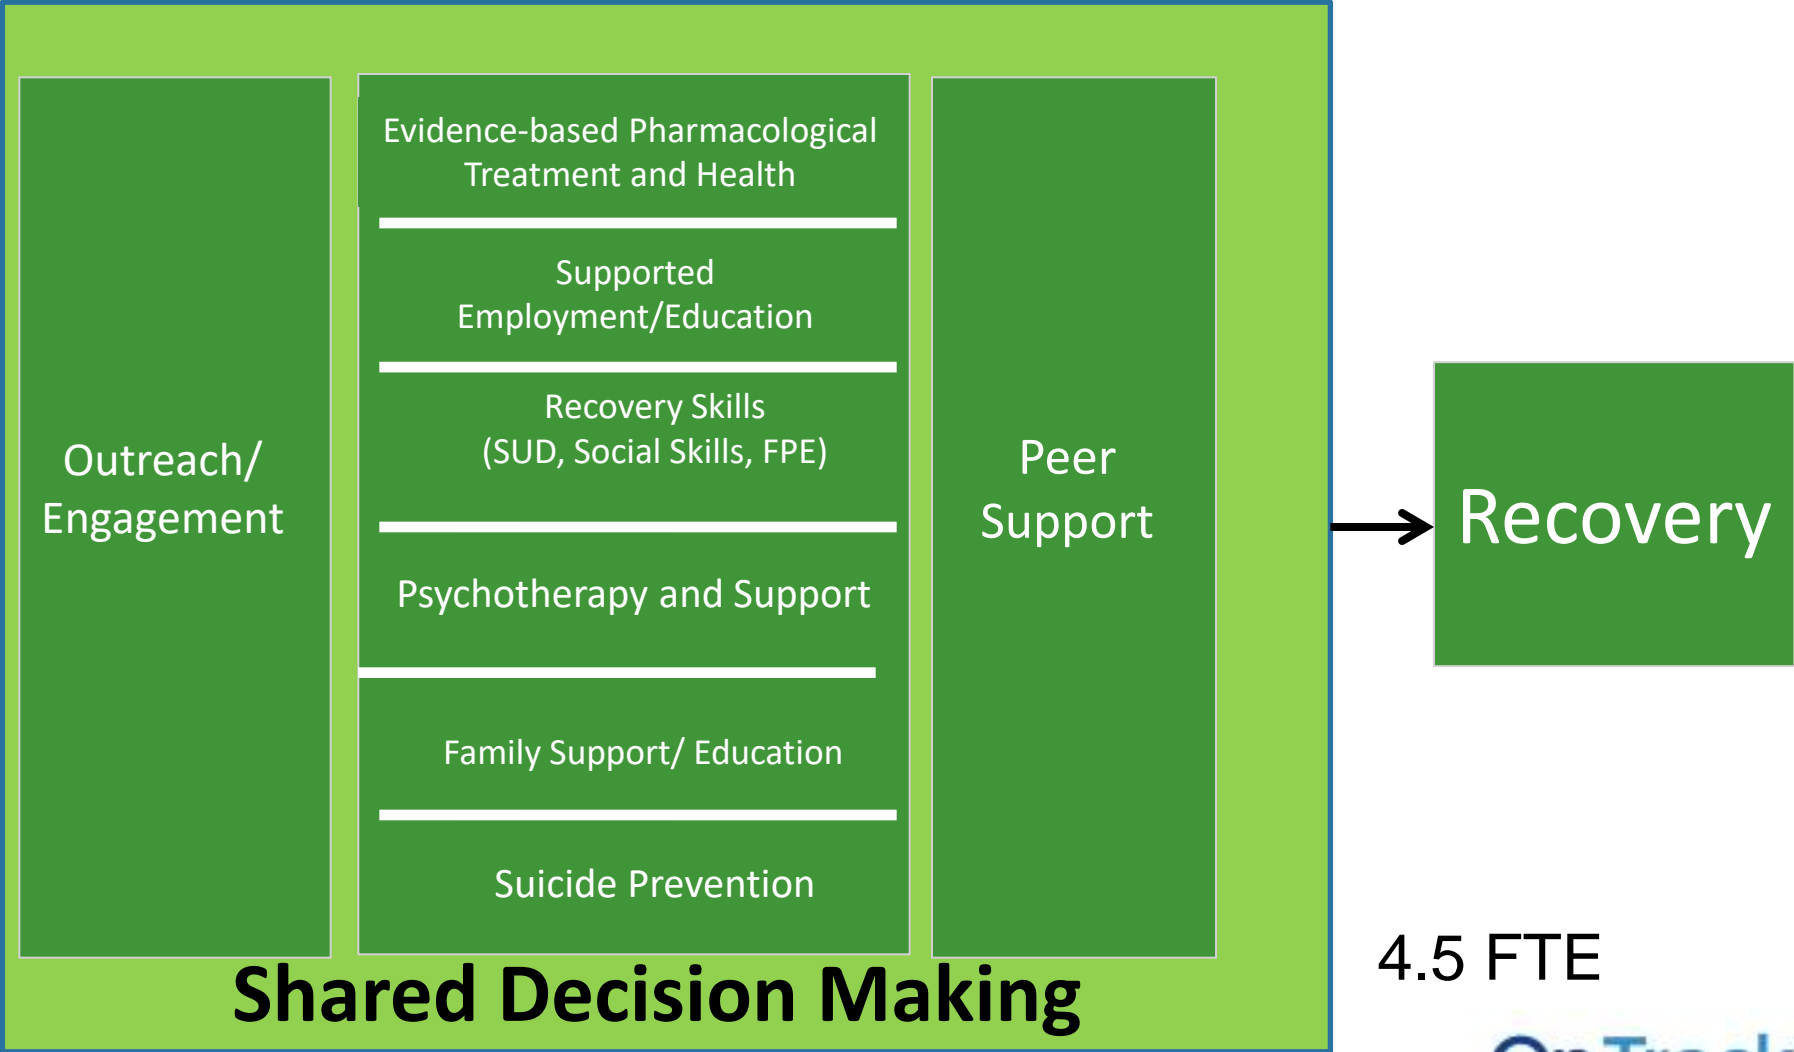 Outreach/
Engagement
Evidence-based Pharmacological
Treatment and Health
Supported
Employment/Education
Recovery Skills
(SUD, Social Skills, FPE)
Psychotherapy and Support
Family Support/ Education
Suicide Prevention
Peer
Support
Shared Decision Making
Recovery
4.5 FTE